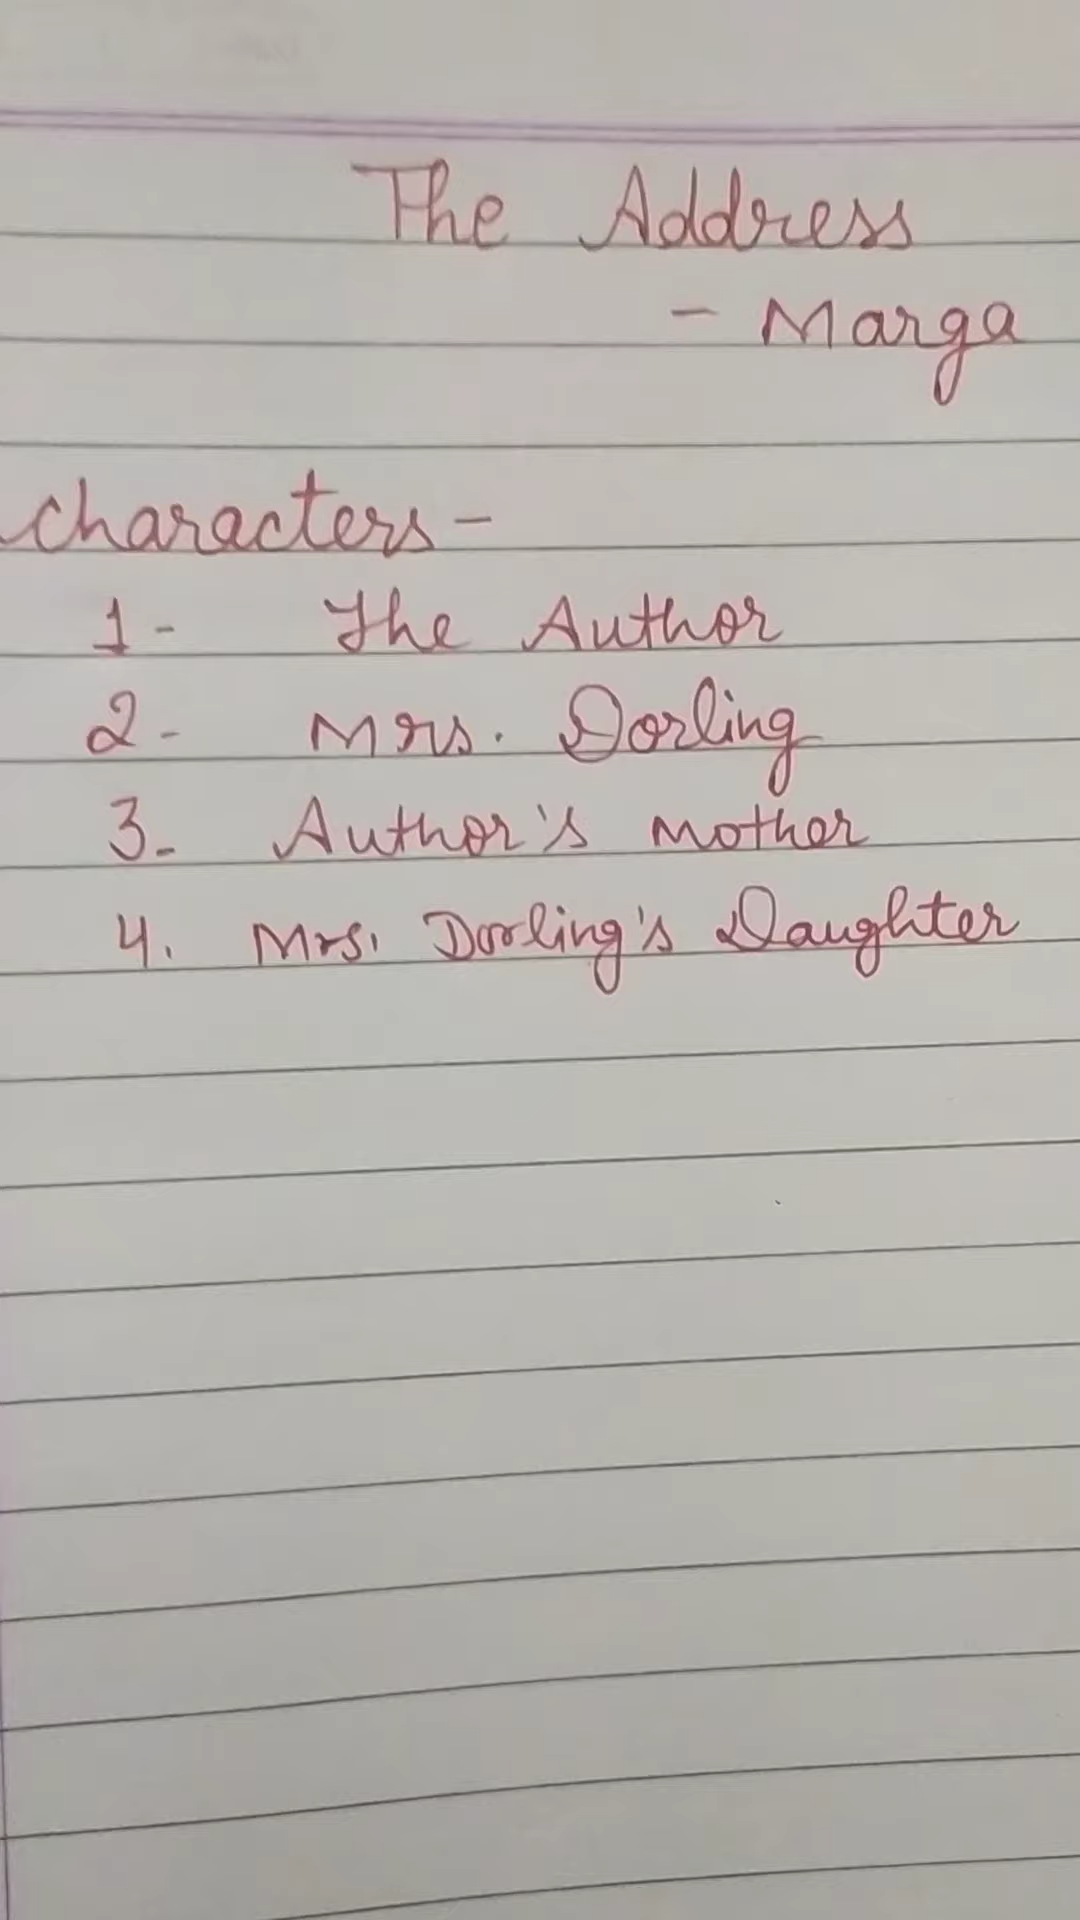 The Address
- Marga
characters-
1- The Author
2- Mrs. Dorling
3- Author's mother
4. Mrs. Dorling's Daughter